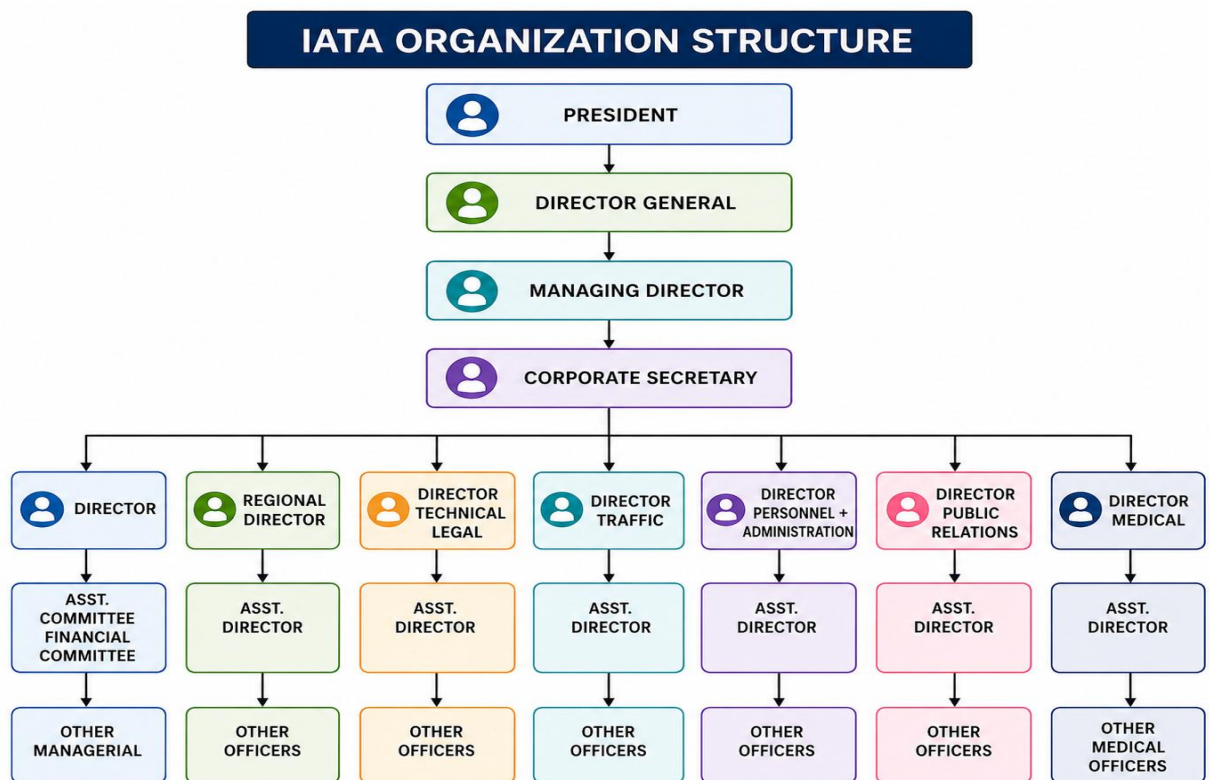 IATA ORGANIZATION STRUCTURE
PRESIDENT
DIRECTOR GENERAL
MANAGING DIRECTOR
CORPORATE SECRETARY
DIRECTOR
REGIONAL
DIRECTOR
DIRECTOR
TECHNICAL
LEGAL
DIRECTOR
TRAFFIC
DIRECTOR
PERSONNEL +
ADMINISTRATION
DIRECTOR
PUBLIC
RELATIONS
DIRECTOR
MEDICAL
ASST.
COMMITTEE
FINANCIAL
COMMITTEE
ASST.
DIRECTOR
ASST.
DIRECTOR
ASST.
DIRECTOR
ASST.
DIRECTOR
ASST.
DIRECTOR
ASST.
DIRECTOR
OTHER
MANAGERIAL
OTHER
OFFICERS
OTHER
OFFICERS
OTHER
OFFICERS
OTHER
OFFICERS
OTHER
OFFICERS
OTHER
MEDICAL
OFFICERS